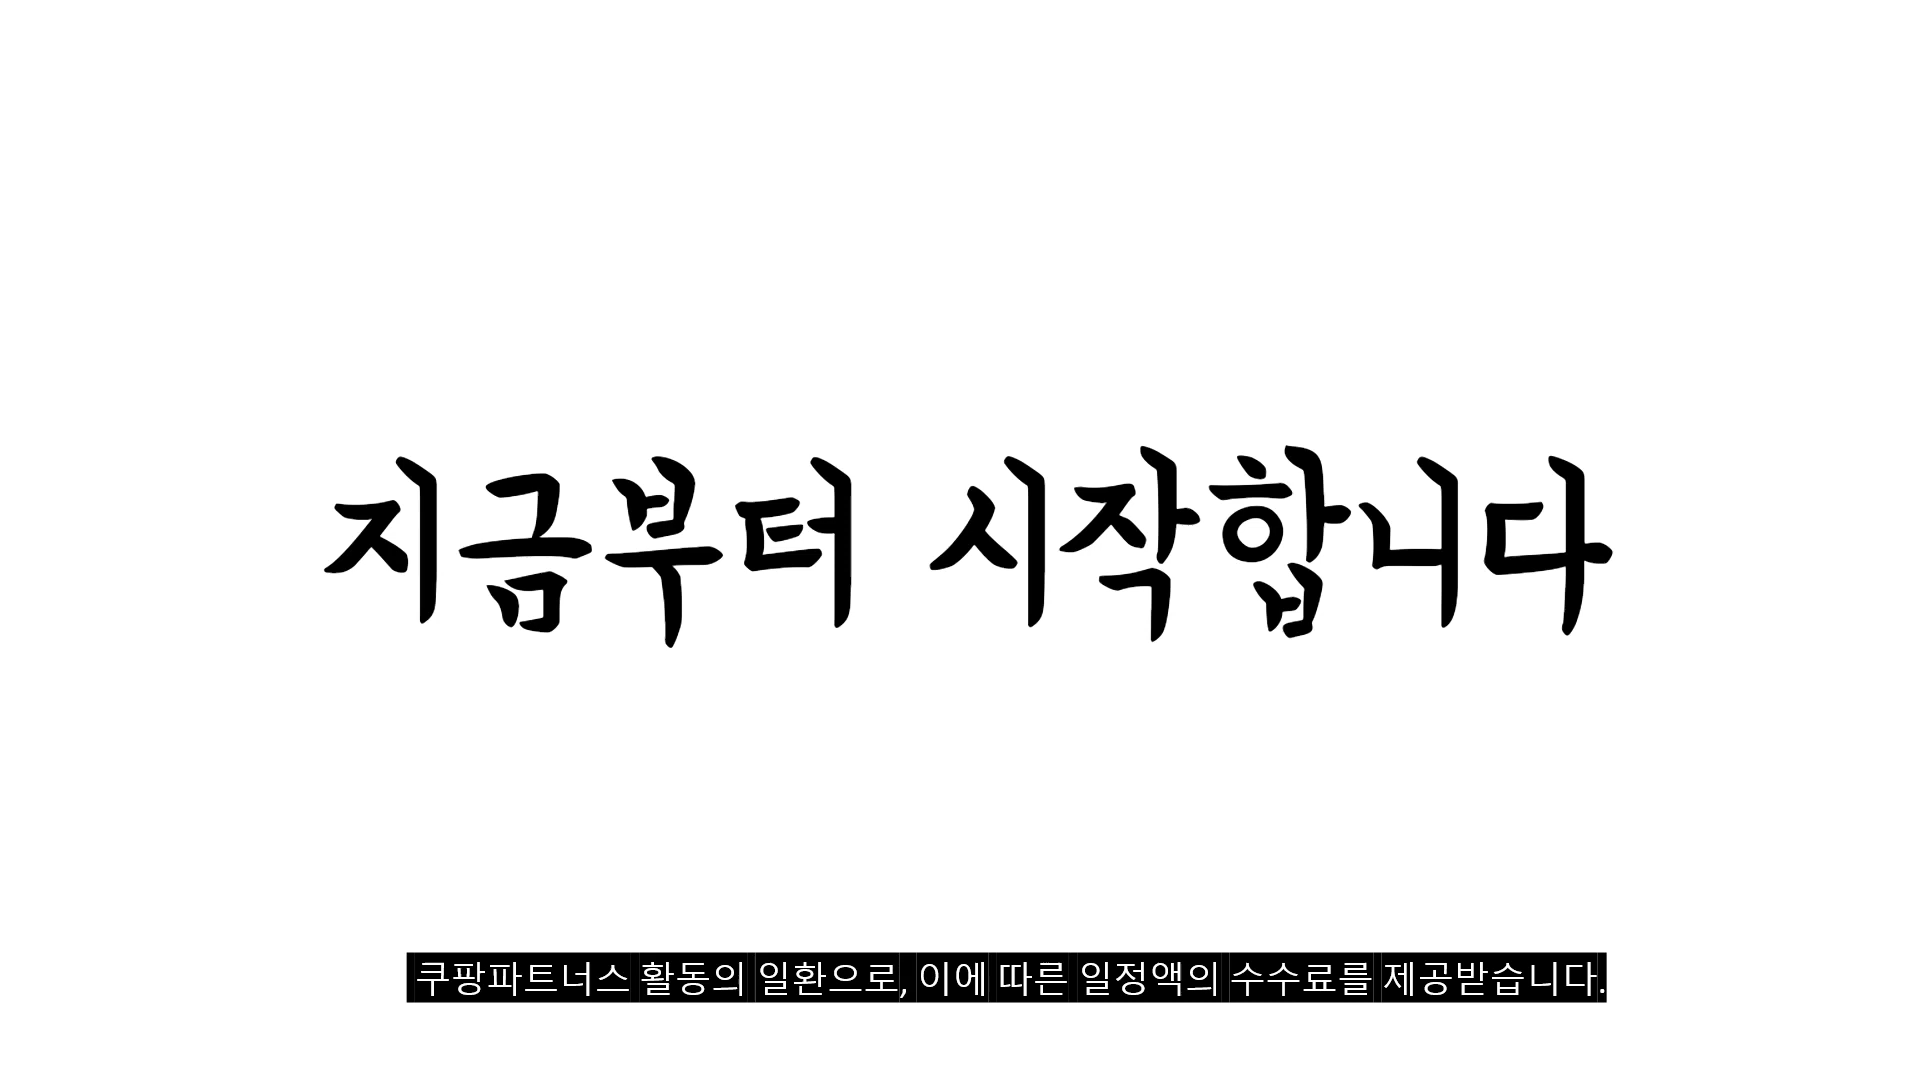 지금부터 시작합니다
쿠팡파트너스 활동의 일환으로, 이에 따른 일정액의 수수료를 제공받습니다.